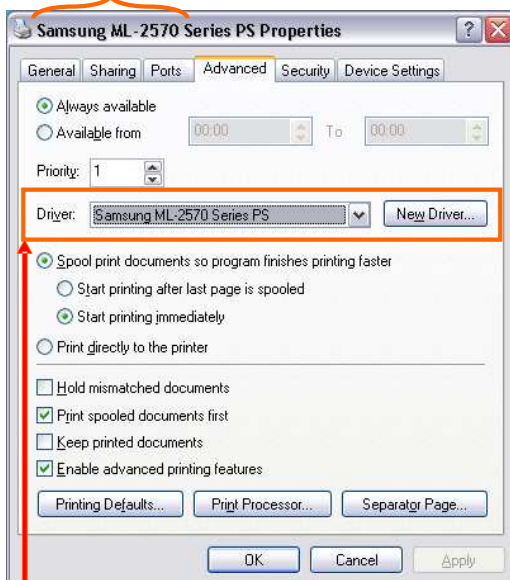 Samsung ML-2570 Series PS Properties
General Sharing Ports Advanced Security Device Settings
Always available
Available from 00:00 To 00:00
Priority: 1
Driver: Samsung ML-2570 Series PS New Driver...
Spool print documents so program finishes printing faster
Start printing after last page is spooled
Start printing immediately
Print directly to the printer
Hold mismatched documents
Print spooled documents first
Keep printed documents
Enable advanced printing features
Printing Defaults... Print Processor... Separator Page...
OK Cancel Apply